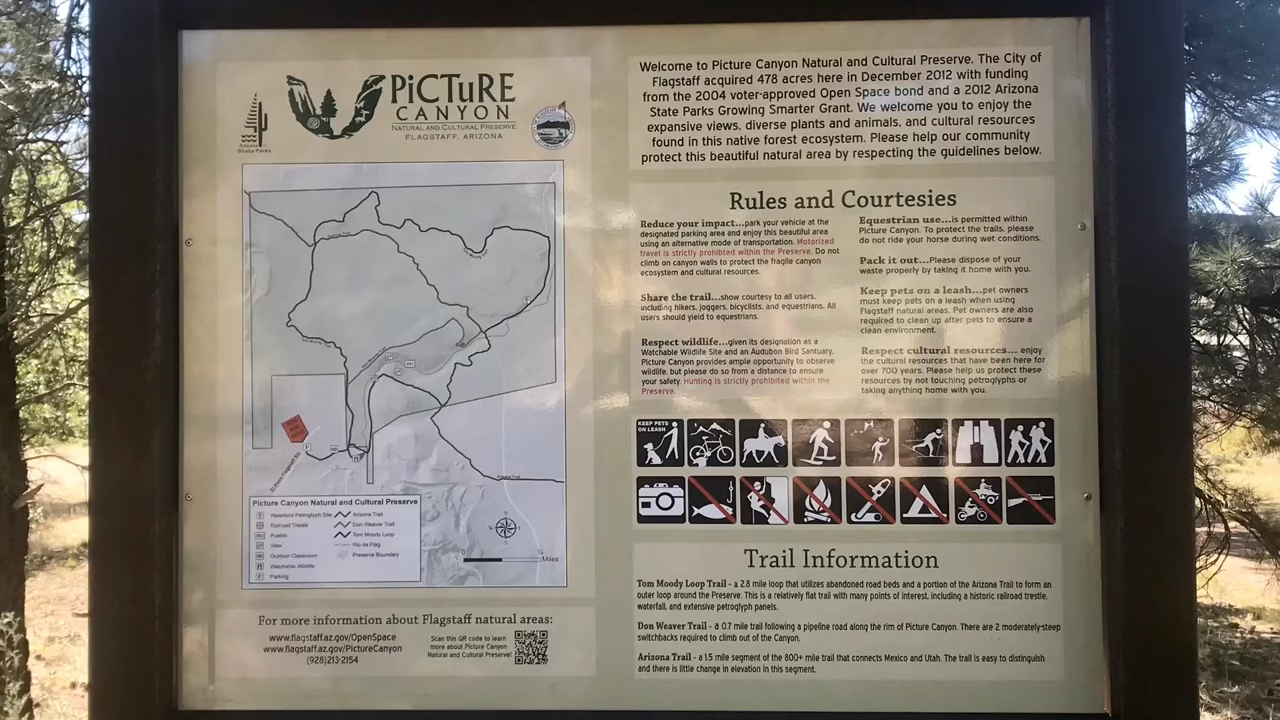 PiCTuRE
CANYON
NATURAL AND CULTURAL PRESERVE
FLAGSTAFF, ARIZONA
Arizona
State Parks
Welcome to Picture Canyon Natural and Cultural Preserve. The City of
Flagstaff acquired 478 acres here in December 2012 with funding
from the 2004 voter-approved Open Space bond and a 2012 Arizona
State Parks Growing Smarter Grant. We welcome you to enjoy the
expansive views, diverse plants and animals, and cultural resources
found in this native forest ecosystem. Please help our community
protect this beautiful natural area by respecting the guidelines below.
Rules and Courtesies
Reduce your impact...park your vehicle at the
designated parking area and enjoy this beautiful area
using an alternative mode of transportation. Motorized
travel is strictly prohibted within the Preserve. Do not
climb on canyon walls to protect the fragile canyon
ecosystem and cultural resources.
Share the trail...show courtesy to all users,
including hikers, joggers, bicyclists, and equestrians. All
users should yield to equestrians.
Respect wildlife...given its designation as a
Watchable Wildlife Site and an Audubon Bird Santuary,
Picture Canyon provides ample opportunity to observe
wildlife, but please do so from a distance to ensure
your safety. Hunting is strictly prohibited within the
Preserve.
Equestrian use...is permitted within
Picture Canyon. To protect the trails, please
do not ride your horse during wet conditions.
Pack it out...Please dispose of your
waste properly by taking it home with you.
Keep pets on a leash...pet owners
must keep pets on a leash when using
Flagstaff natural areas. Pet owners are also
required to clean up after pets to ensure a
clean environment.
Respect cultural resources... enjoy
the cultural resources that have been here for
over 700 years. Please help us protect these
resources by not touching petroglyphs or
taking anything home with you.
KEEP PETS
ON LEASH
El Paso Flagstaff Rd.
Arizona Trail
Picture Canyon Natural and Cultural Preserve
Waterbird Petroglyph Site
Railroad Trestle
Pueblo
View
Outdoor Classroom
Watchable Wildlife
P Parking
Arizona Trail
Don Weaver Trail
Tom Moody Loop
Rio de Flag
Preserve Boundary
0
Miles
Trail Information
Tom Moody Loop Trail - a 2.8 mile loop that utilizes abandoned road beds and a portion of the Arizona Trail to form an
outer loop around the Preserve. This is a relatively flat trail with many points of interest, including a historic railroad trestle,
waterfall, and extensive petroglyph panels.
Don Weaver Trail - a 0.7 mile trail following a pipeline road along the rim of Picture Canyon. There are 2 moderately-steep
switchbacks required to climb out of the Canyon.
Arizona Trail - a 1.5 mile segment of the 800+ mile trail that connects Mexico and Utah. The trail is easy to distinguish
and there is little change in elevation in this segment.
For more information about Flagstaff natural areas:
www.flagstaff.az.gov/OpenSpace
www.flagstaff.az.gov/PictureCanyon
(928)213-2154
Scan this QR code to learn
more about Picture Canyon
Natural and Cultural Preserve!